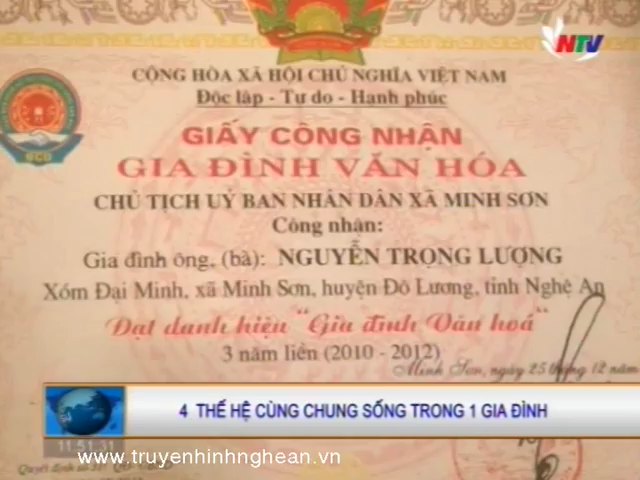 NTV
CỘNG HÒA XÃ HỘI CHỦ NGHĨA VIỆT NAM
Độc lập - Tự do - Hạnh phúc
GIẤY CÔNG NHẬN
GIA ĐÌNH VĂN HÓA
CHỦ TỊCH UỶ BAN NHÂN DÂN XÃ MINH SƠN
Công nhận:
Gia đình ông, (bà): NGUYỄN TRỌNG LƯỢNG
Xóm Đại Minh, xã Minh Sơn, huyện Đô Lương, tỉnh Nghệ An
Đạt danh hiệu "Gia đình Văn hoá"
3 năm liền (2010 - 2012)
Minh Sơn, ngày 25 tháng 12 năm
4 THẾ HỆ CÙNG CHUNG SỐNG TRONG 1 GIA ĐÌNH
11:51:31
www.truyenhinhnghean.vn
Quyết định số